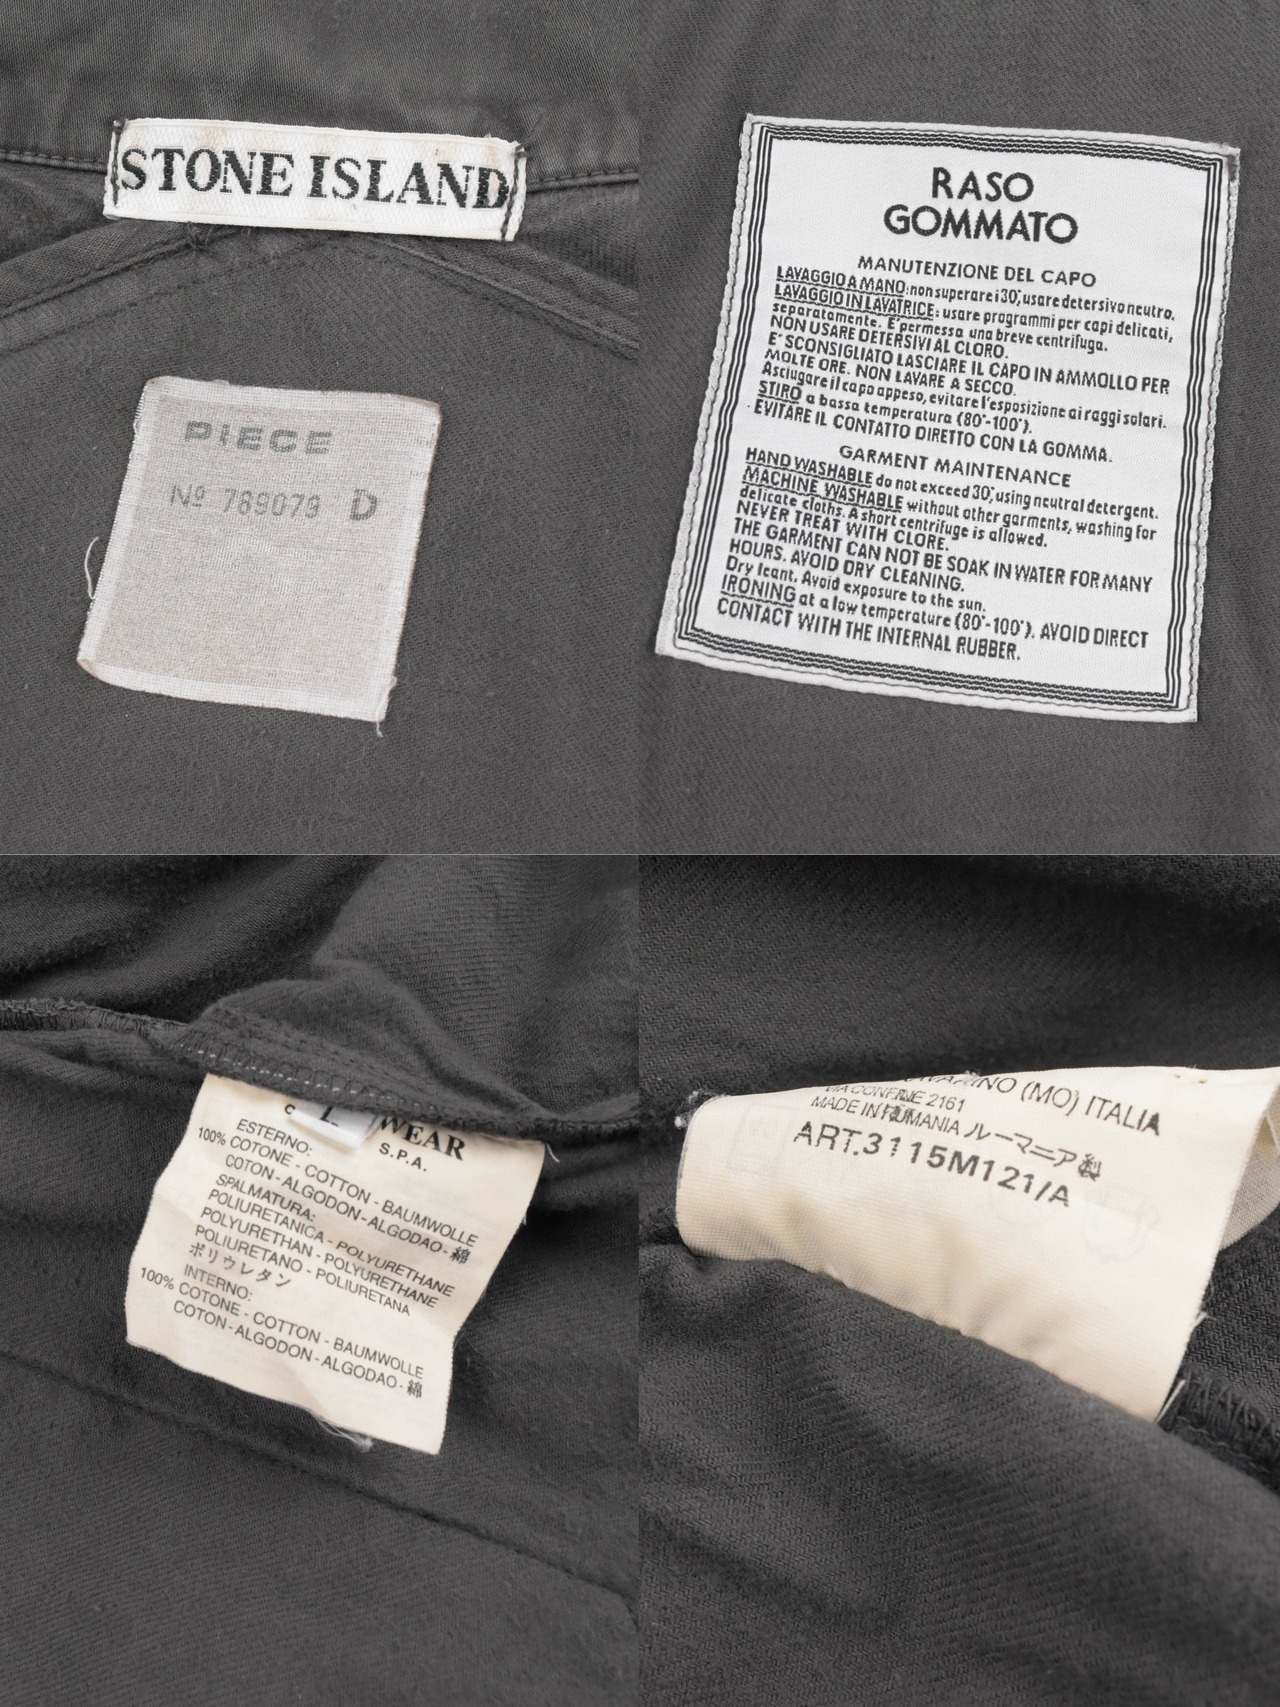 STONE ISLAND
PIECE
Nº 789079 D
RASO
GOMMATO
MANUTENZIONE DEL CAPO
LAVAGGIO A MANO: non superare i 30°, usare detersivo neutro.
LAVAGGIO IN LAVATRICE: usare programmi per capi delicati,
separatamente. E' permessa una breve centrifuga.
NON USARE DETERSIVI AL CLORO.
E' SCONSIGLIATO LASCIARE IL CAPO IN AMMOLLO PER
MOLTE ORE. NON LAVARE A SECCO.
Asciugare il capo appeso, evitare l'esposizione ai raggi solari.
STIRO a bassa temperatura (80°-100°).
EVITARE IL CONTATTO DIRETTO CON LA GOMMA.
GARMENT MAINTENANCE
HAND WASHABLE do not exceed 30°, using neutral detergent.
MACHINE WASHABLE without other garments, washing for
delicate cloths. A short centrifuge is allowed.
NEVER TREAT WITH CLORE.
THE GARMENT CAN NOT BE SOAK IN WATER FOR MANY
HOURS. AVOID DRY CLEANING.
Dry leant. Avoid exposure to the sun.
IRONING at a low temperature (80°-100°). AVOID DIRECT
CONTACT WITH THE INTERNAL RUBBER.
L WEAR
S.P.A.
ESTERNO:
100% COTONE - COTTON - BAUMWOLLE
COTON - ALGODON - ALGODAO - 綿
SPALMATURA:
POLIURETANICA - POLYURETHANE
POLYURETHAN - POLYURETHANE
POLIURETANO - POLIURETANA
ポリウレタン
INTERNO:
100% COTONE - COTTON - BAUMWOLLE
COTON - ALGODON - ALGODAO - 綿
(MO) ITALIA
VIA CONFINE 2161
MADE IN RUMANIA ルーマニア製
ART.3115M121/A